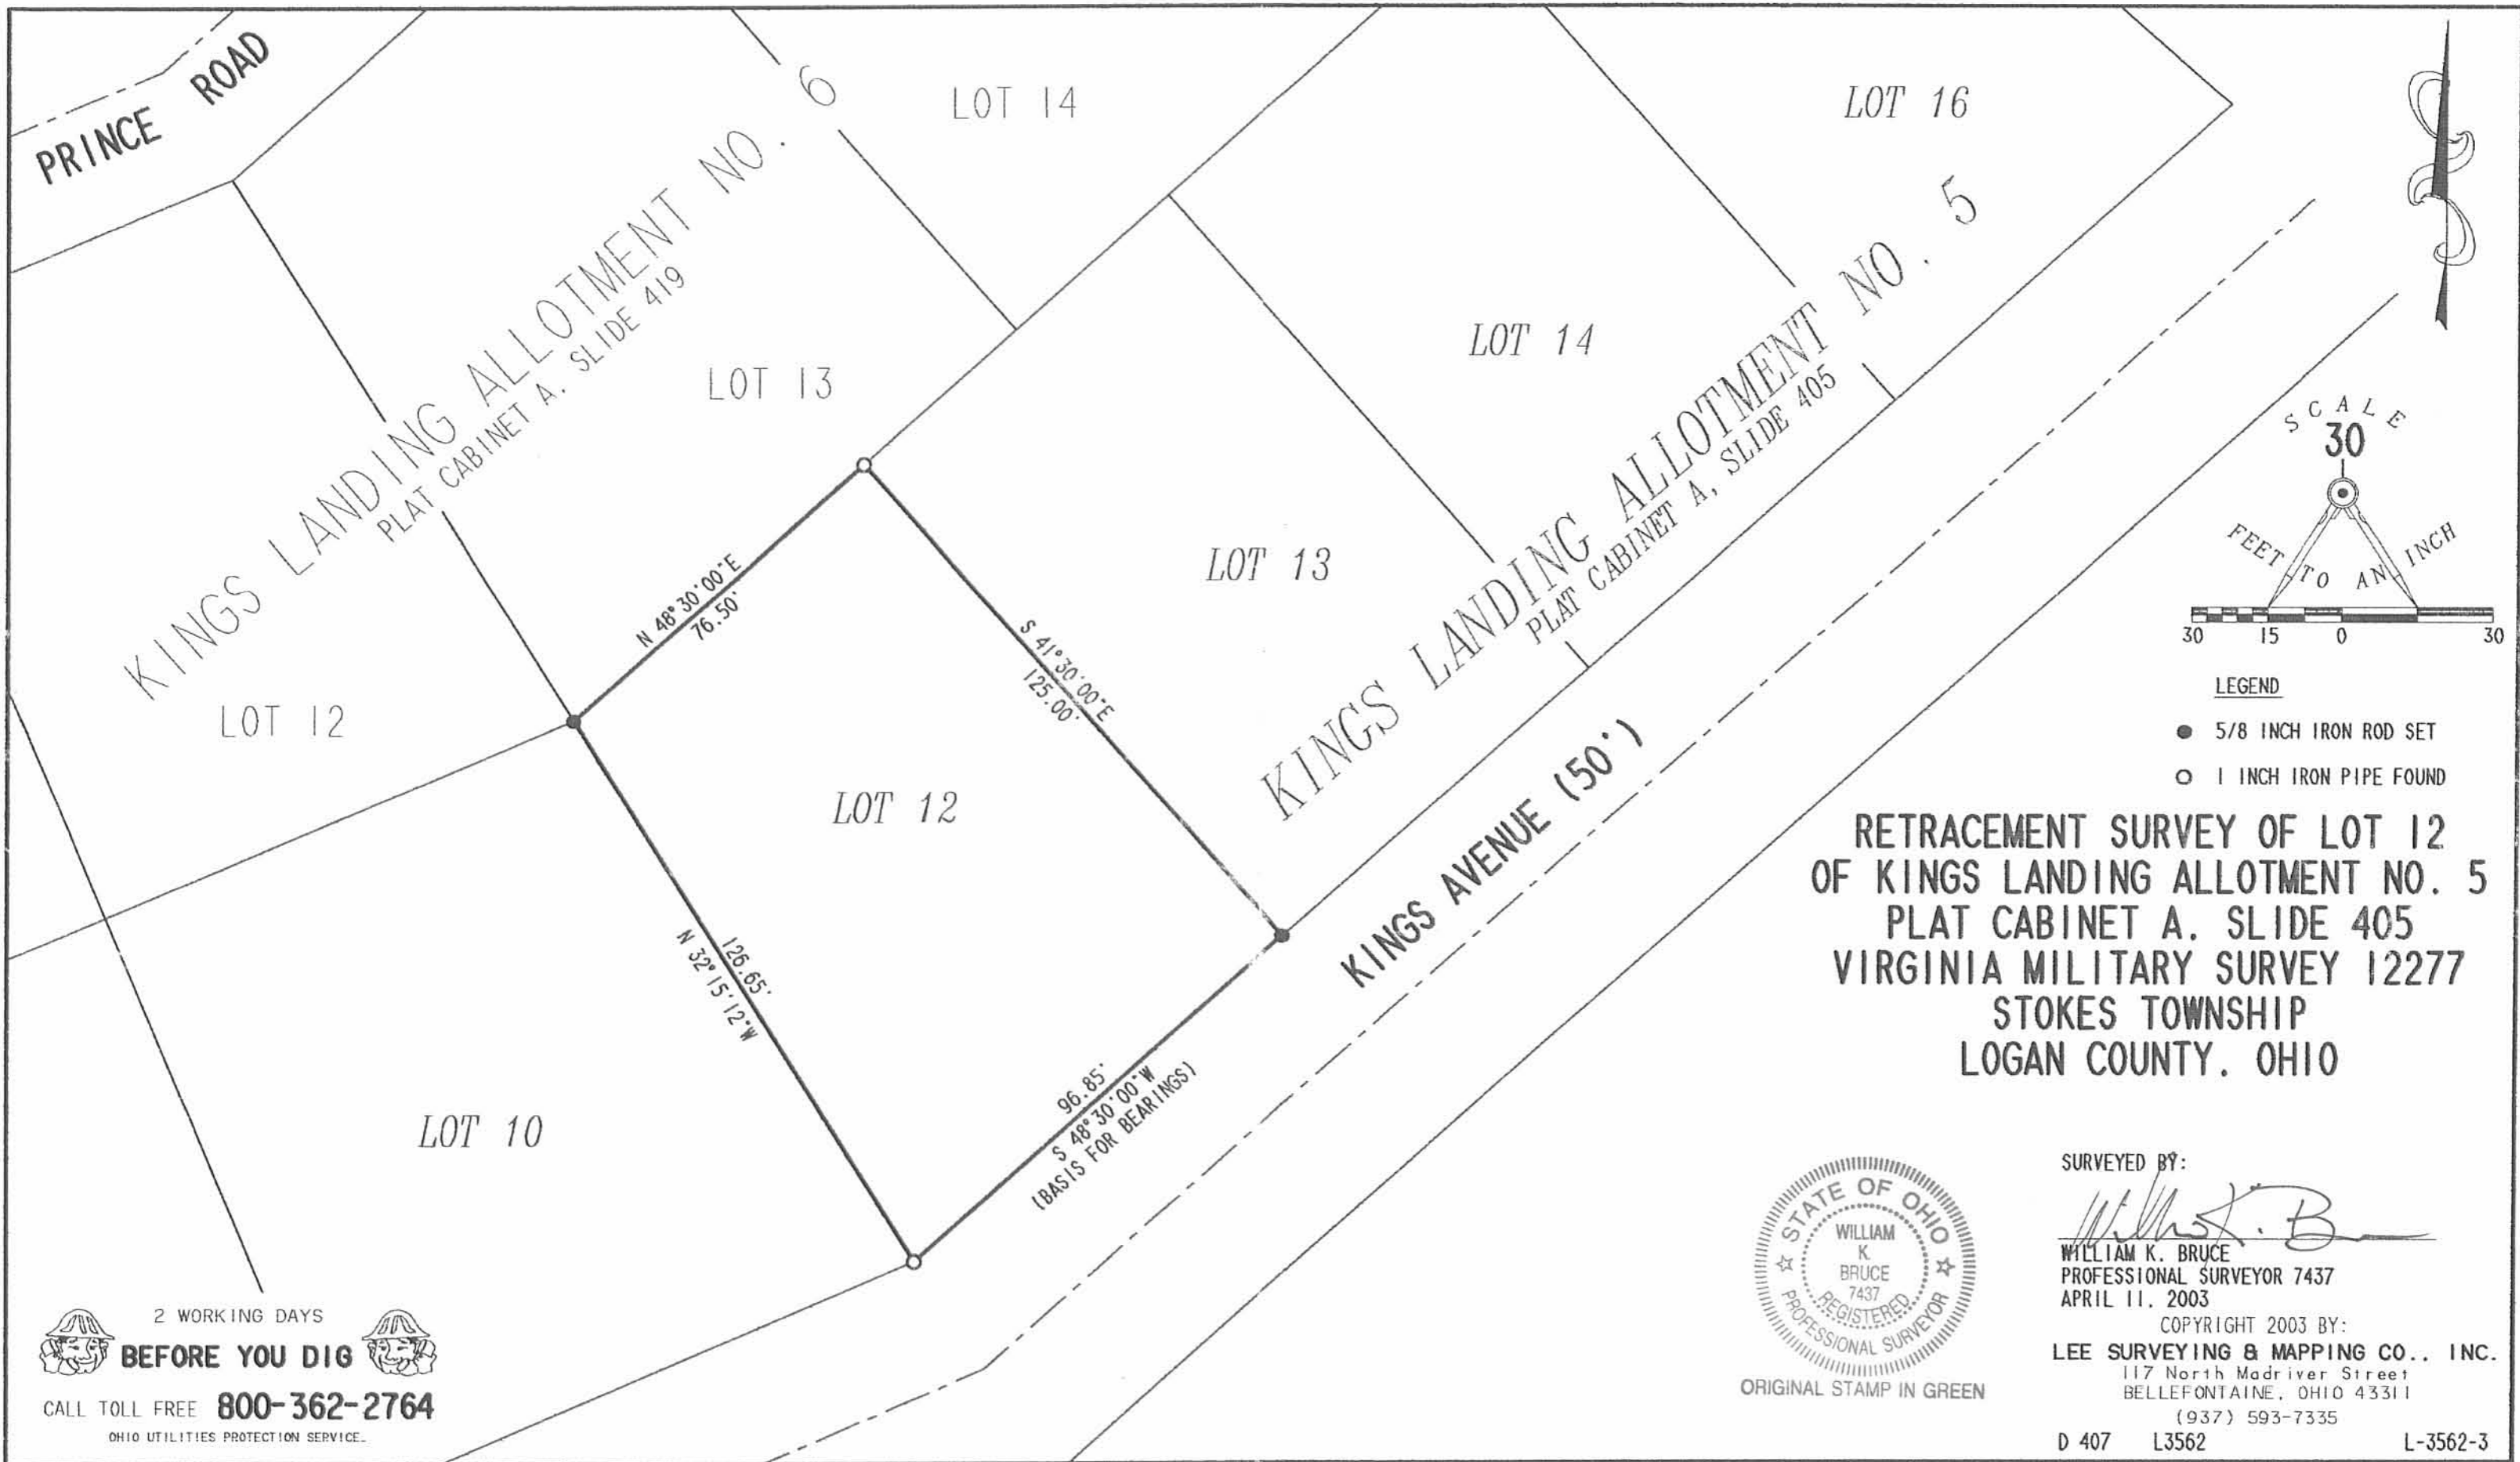 PRINCE ROAD
KINGS LANDING ALLOTMENT NO. 6
PLAT CABINET A. SLIDE 419
LOT 14
LOT 13
LOT 12
LOT 16
LOT 14
LOT 13
LOT 12
LOT 10
KINGS LANDING ALLOTMENT NO. 5
PLAT CABINET A, SLIDE 405
N 48°30'00"E
76.50'
S 41°30'00"E
125.00'
126.65'
N 32°15'12"W
96.85'
S 48°30'00"W
(BASIS FOR BEARINGS)
KINGS AVENUE (50')
SCALE
30
FEET TO AN INCH
30 15 0 30
LEGEND
5/8 INCH IRON ROD SET
1 INCH IRON PIPE FOUND
RETRACEMENT SURVEY OF LOT 12
OF KINGS LANDING ALLOTMENT NO. 5
PLAT CABINET A. SLIDE 405
VIRGINIA MILITARY SURVEY 12277
STOKES TOWNSHIP
LOGAN COUNTY. OHIO
STATE OF OHIO
WILLIAM
K.
BRUCE
7437
REGISTERED
PROFESSIONAL SURVEYOR
ORIGINAL STAMP IN GREEN
SURVEYED BY:
WILLIAM K. BRUCE
PROFESSIONAL SURVEYOR 7437
APRIL 11. 2003
COPYRIGHT 2003 BY:
LEE SURVEYING & MAPPING CO.. INC.
117 North Madriver Street
BELLEFONTAINE, OHIO 43311
(937) 593-7335
D 407 L3562 L-3562-3
2 WORKING DAYS
BEFORE YOU DIG
CALL TOLL FREE 800-362-2764
OHIO UTILITIES PROTECTION SERVICE.